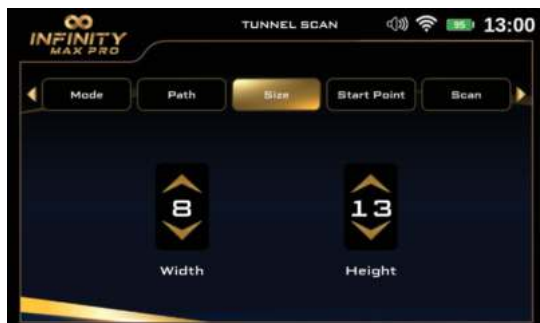 INFINITY
MAX PRO
TUNNEL SCAN
95
13:00
Mode
Path
Size
Start Point
Scan
8
13
Width
Height